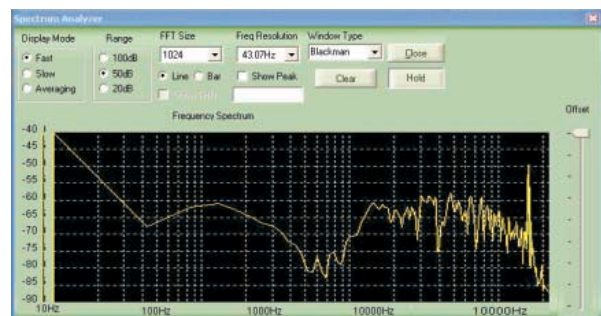 Spectrum Analyzer
Display Mode
Fast
Slow
Averaging
Range
100dB
50dB
20dB
FFT Size
1024
Line Bar
Freq Resolution
43.07Hz
Show Peak
Window Type
Blackman
Close
Clear
Hold
Frequency Spectrum
Offset
-40
-45
-50
-55
-60
-65
-70
-75
-80
-85
-90
10Hz 100Hz 1000Hz 10000Hz 10000Hz